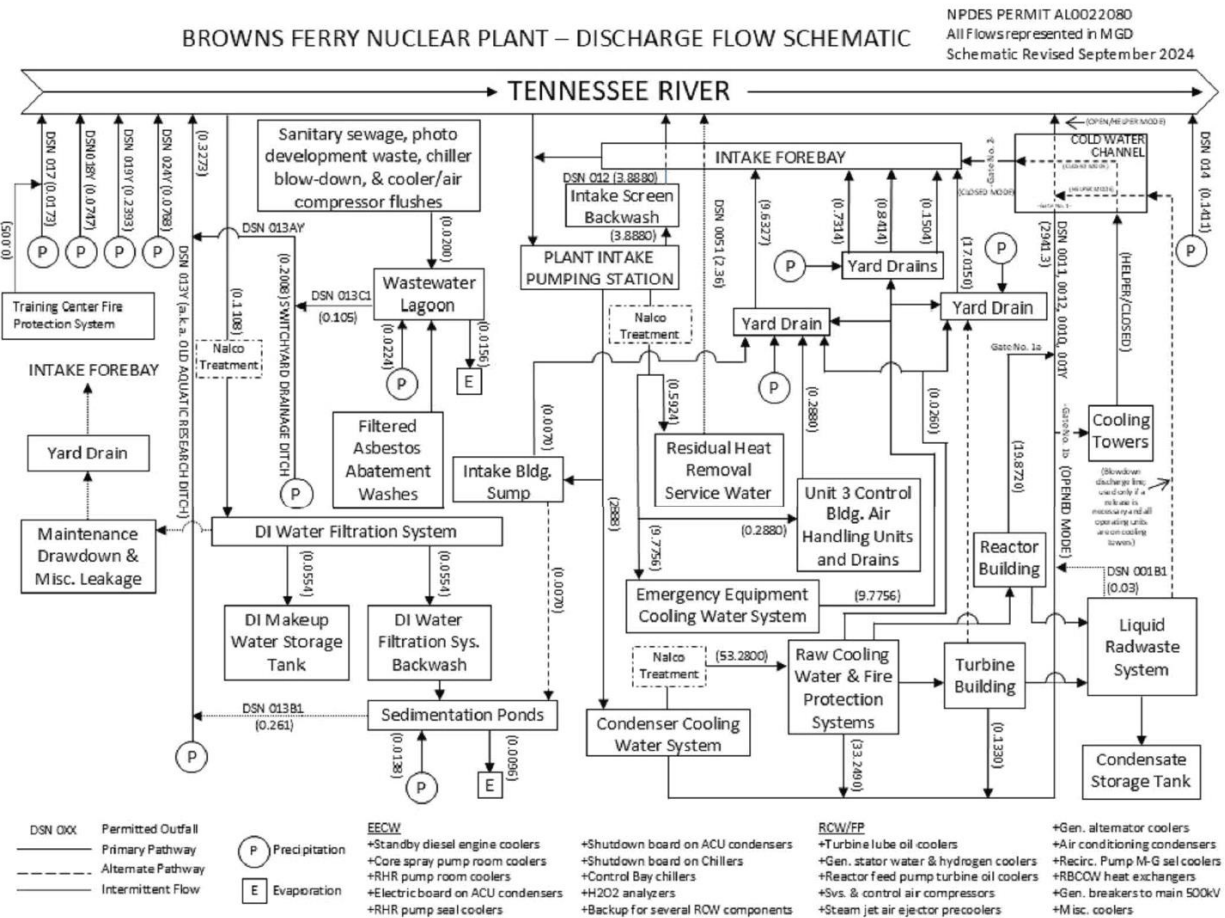 NPDES PERMIT AL0022080
BROWNS FERRY NUCLEAR PLANT – DISCHARGE FLOW SCHEMATIC
All Flows represented in MGD
Schematic Revised September 2024
TENNESSEE RIVER
DSN 017 (0.0173)
DSN018Y (0.0747)
DSN 019Y (0.2393)
DSN 024Y (0.0768)
(0.3273)
P
P
P
P
Training Center Fire
Protection System
DSN 013Y (a.k.a. OLD AQUATIC RESEARCH DITCH)
DSN 013AY
(0.2008) SWITCHYARD DRAINAGE DITCH
P
(0.1108)
Nalco
Treatment
Sanitary sewage, photo
development waste, chiller
blow-down, & cooler/air
compressor flushes
(0.0200)
Wastewater
Lagoon
DSN 013C1
(0.105)
(0.0224)
P
(0.0156)
E
Filtered
Asbestos
Abatement
Washes
INTAKE FOREBAY
Yard Drain
Maintenance
Drawdown &
Misc. Leakage
DI Water Filtration System
(0.0554)
(0.0554)
DI Makeup
Water Storage
Tank
DI Water
Filtration Sys.
Backwash
Sedimentation Ponds
DSN 013B1
(0.261)
P
(0.0138)
P
(0.0096)
E
INTAKE FOREBAY
DSN 012 (3.8880)
Intake Screen
Backwash
(3.8880)
PLANT INTAKE
PUMPING STATION
Nalco
Treatment
DSN 0051 (2.36)
(9.6327)
(0.7314)
(0.8414)
(0.1504)
(17.0150)
P
Yard Drains
P
Yard Drain
Yard Drain
P
(0.0070)
Intake Bldg.
Sump
(0.0070)
(2888)
(0.5924)
Residual Heat
Removal
Service Water
(0.2880)
(0.2880)
Unit 3 Control
Bldg. Air
Handling Units
and Drains
(0.0260)
(9.7756)
Emergency Equipment
Cooling Water System
(9.7756)
Nalco
Treatment
(53.2800)
Condenser Cooling
Water System
Raw Cooling
Water & Fire
Protection
Systems
(33.2490)
Turbine
Building
(0.1330)
Reactor
Building
(19.8720)
Gate No. 1a
-Gate No. 1b
(OPENED MODE)
DSN 0011, 0012, 001Q, 001Y
(2941.3)
(OPEN/HELPER MODE)
COLD WATER
CHANNEL
-Gate No. 2-
(CLOSED MODE)
(CLOSED MODE)
(HELPER MODE)
-Gate No. 1-
(HELPER/CLOSED)
Cooling
Towers
(Blowdown
discharge line
used only if a
release is
necessary and all
operating units
are on cooling
towers)
DSN 001B1
(0.03)
Liquid
Radwaste
System
Condensate
Storage Tank
DSN 014 (0.1411)
P
DSN 0XX Permitted Outfall
Primary Pathway
Alternate Pathway
Intermittent Flow
P Precipitation
E Evaporation
EECW
+Standby diesel engine coolers
+Core spray pump room coolers
+RHR pump room coolers
+Electric board on ACU condensers
+RHR pump seal coolers
+Shutdown board on ACU condensers
+Shutdown board on Chillers
+Control Bay chillers
+H2O2 analyzers
+Backup for several RCW components
RCW/FP
+Turbine lube oil coolers
+Gen. stator water & hydrogen coolers
+Reactor feed pump turbine oil coolers
+Svs. & control air compressors
+Steam jet air ejector precoolers
+Gen. alternator coolers
+Air conditioning condensers
+Recirc. Pump M-G sel coolers
+RBCCW heat exchangers
+Gen. breakers to main 500kV
+Misc. coolers